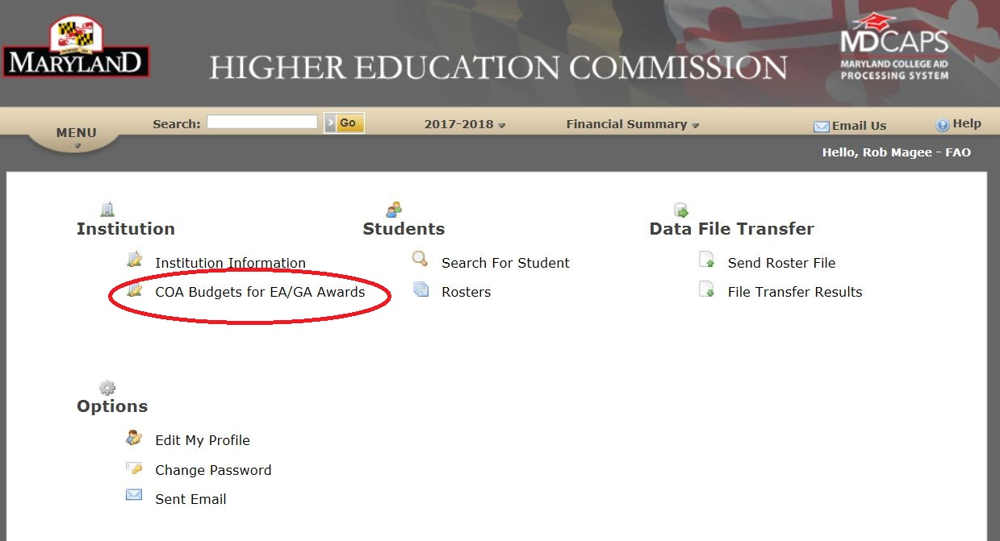 MARYLAND
HIGHER EDUCATION COMMISSION
MDCAPS
MARYLAND COLLEGE AID
PROCESSING SYSTEM
MENU
Search:
Go
2017-2018
Financial Summary
Email Us
Help
Hello, Rob Magee - FAO
Institution
Institution Information
COA Budgets for EA/GA Awards
Students
Search For Student
Rosters
Data File Transfer
Send Roster File
File Transfer Results
Options
Edit My Profile
Change Password
Sent Email